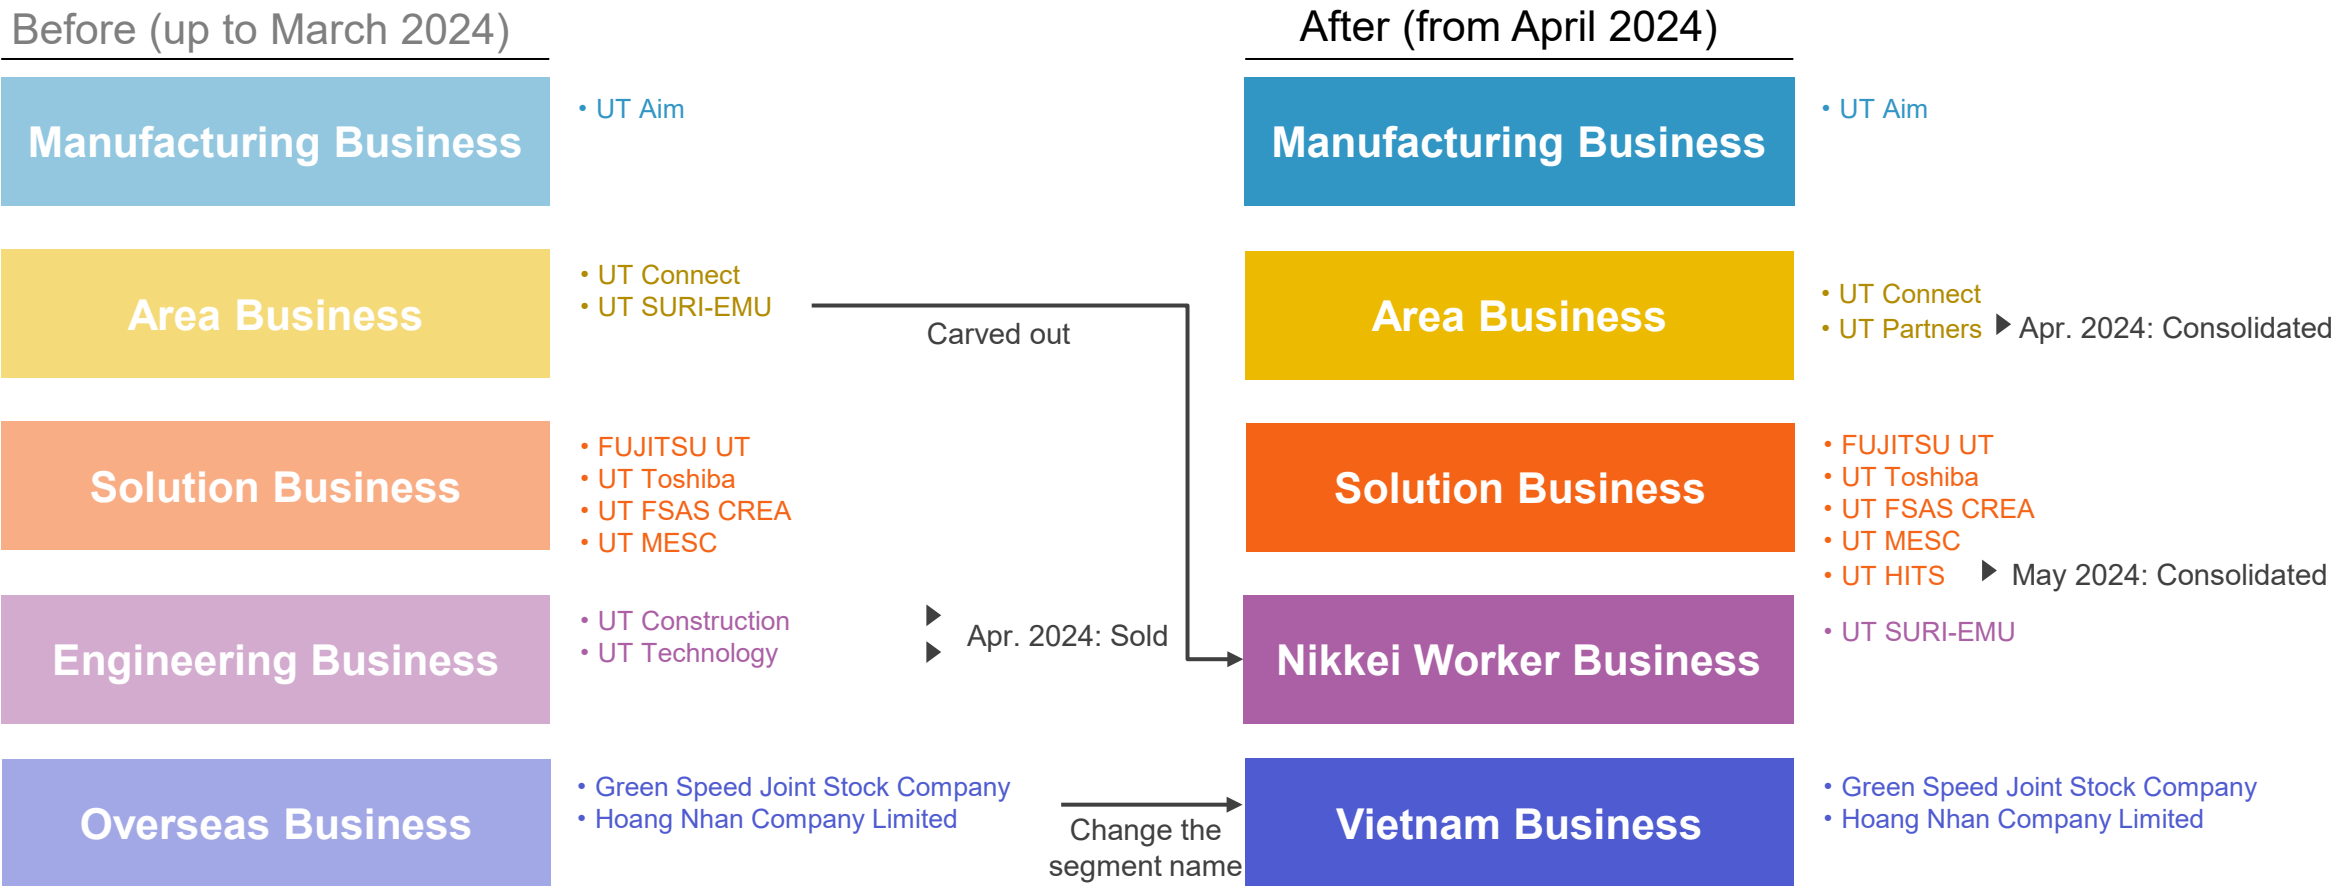 Before (up to March 2024)
Manufacturing Business
・UT Aim
Area Business
・UT Connect
・UT SURI-EMU
Carved out
Solution Business
・FUJITSU UT
・UT Toshiba
・UT FSAS CREA
・UT MESC
Engineering Business
・UT Construction
・UT Technology
Apr. 2024: Sold
Overseas Business
・Green Speed Joint Stock Company
・Hoang Nhan Company Limited
Change the
segment name
After (from April 2024)
Manufacturing Business
・UT Aim
Area Business
・UT Connect
・UT Partners
Apr. 2024: Consolidated
Solution Business
・FUJITSU UT
・UT Toshiba
・UT FSAS CREA
・UT MESC
・UT HITS
May 2024: Consolidated
Nikkei Worker Business
・UT SURI-EMU
Vietnam Business
・Green Speed Joint Stock Company
・Hoang Nhan Company Limited